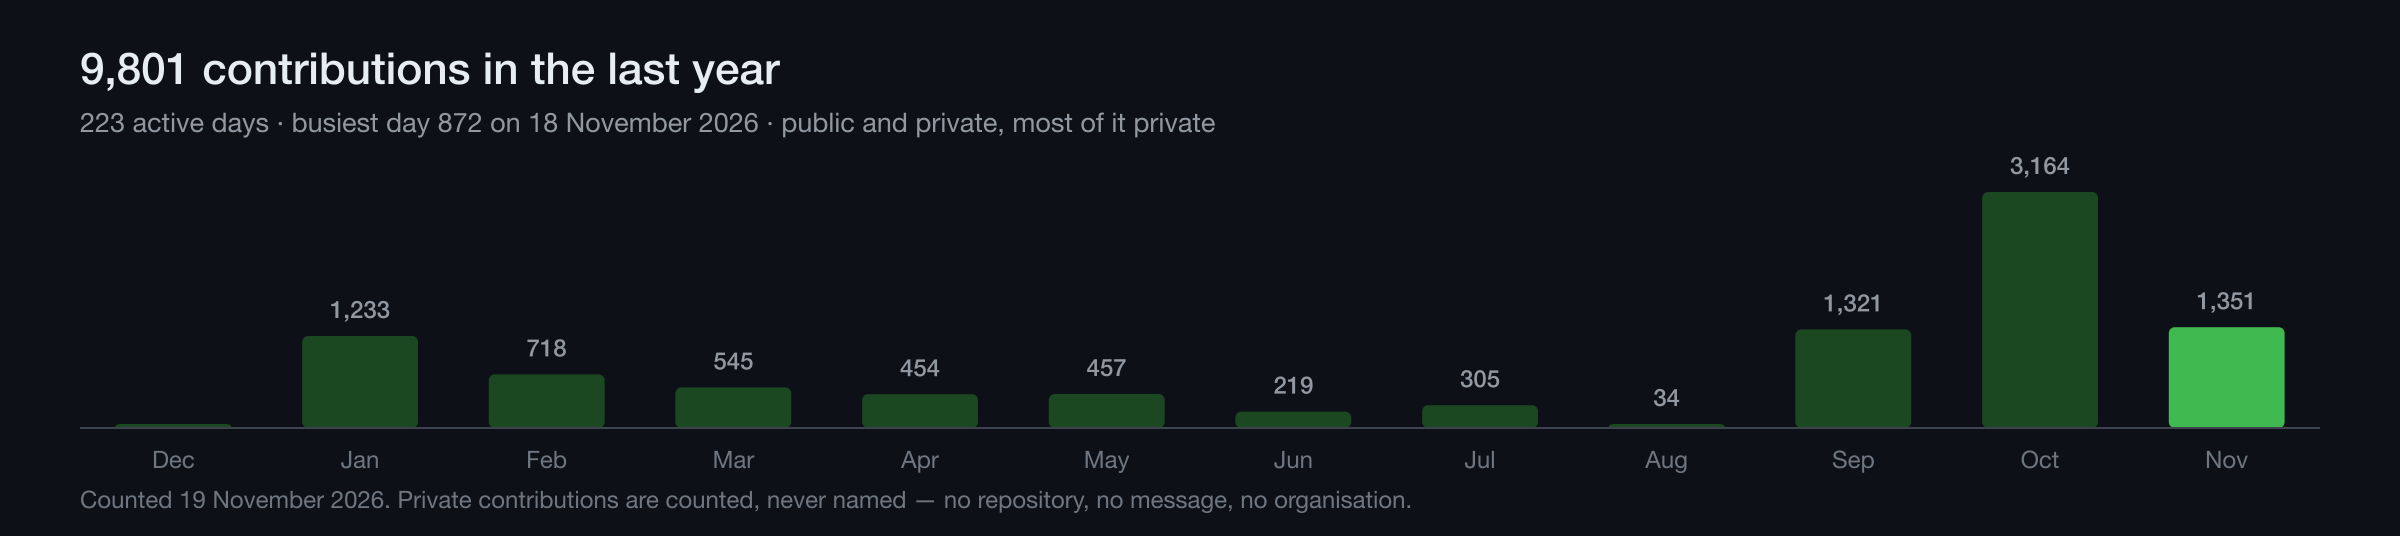 9,801 contributions in the last year
223 active days · busiest day 872 on 18 November 2026 · public and private, most of it private
3,164
1,233
1,321
1,351
718
545
454
457
219
305
34
Dec Jan Feb Mar Apr May Jun Jul Aug Sep Oct Nov
Counted 19 November 2026. Private contributions are counted, never named — no repository, no message, no organisation.